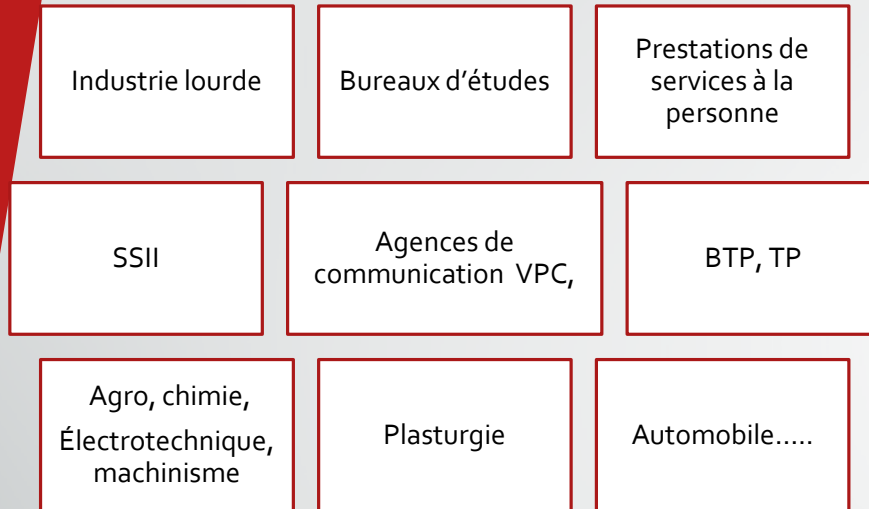 Industrie lourde
Bureaux d’études
Prestations de
services à la
personne
SSII
Agences de
communication VPC,
BTP, TP
Agro, chimie,
Électrotechnique,
machinisme
Plasturgie
Automobile.....